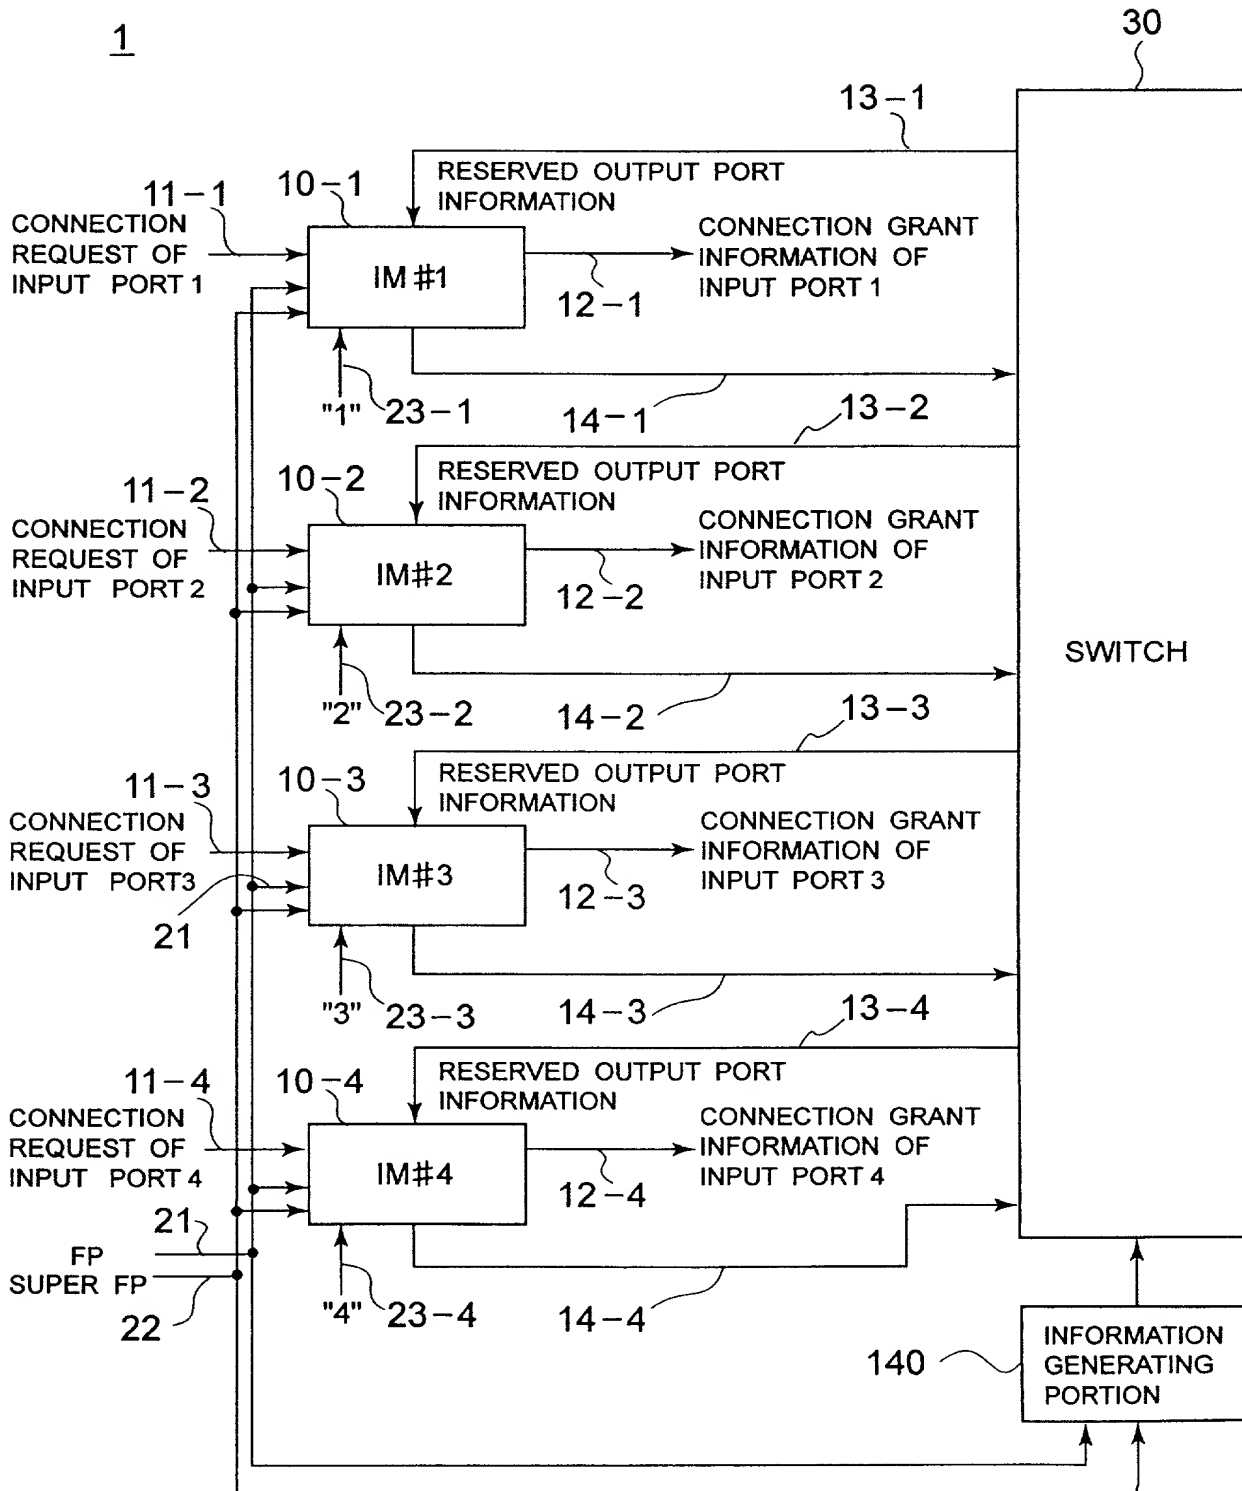 1
30
13-1
RESERVED OUTPUT PORT
INFORMATION
11-1
10-1
CONNECTION
REQUEST OF
INPUT PORT 1
IM#1
CONNECTION GRANT
INFORMATION OF
INPUT PORT 1
12-1
"1"
23-1
14-1
13-2
RESERVED OUTPUT PORT
INFORMATION
11-2
10-2
CONNECTION
REQUEST OF
INPUT PORT 2
IM#2
CONNECTION GRANT
INFORMATION OF
INPUT PORT 2
12-2
SWITCH
"2"
23-2
14-2
13-3
RESERVED OUTPUT PORT
INFORMATION
11-3
10-3
CONNECTION
REQUEST OF
INPUT PORT3
IM#3
CONNECTION GRANT
INFORMATION OF
INPUT PORT 3
12-3
21
"3"
23-3
14-3
13-4
RESERVED OUTPUT PORT
INFORMATION
11-4
10-4
CONNECTION
REQUEST OF
INPUT PORT 4
IM#4
CONNECTION GRANT
INFORMATION OF
INPUT PORT 4
12-4
21
FP
SUPER FP
22
"4"
23-4
14-4
140
INFORMATION
GENERATING
PORTION